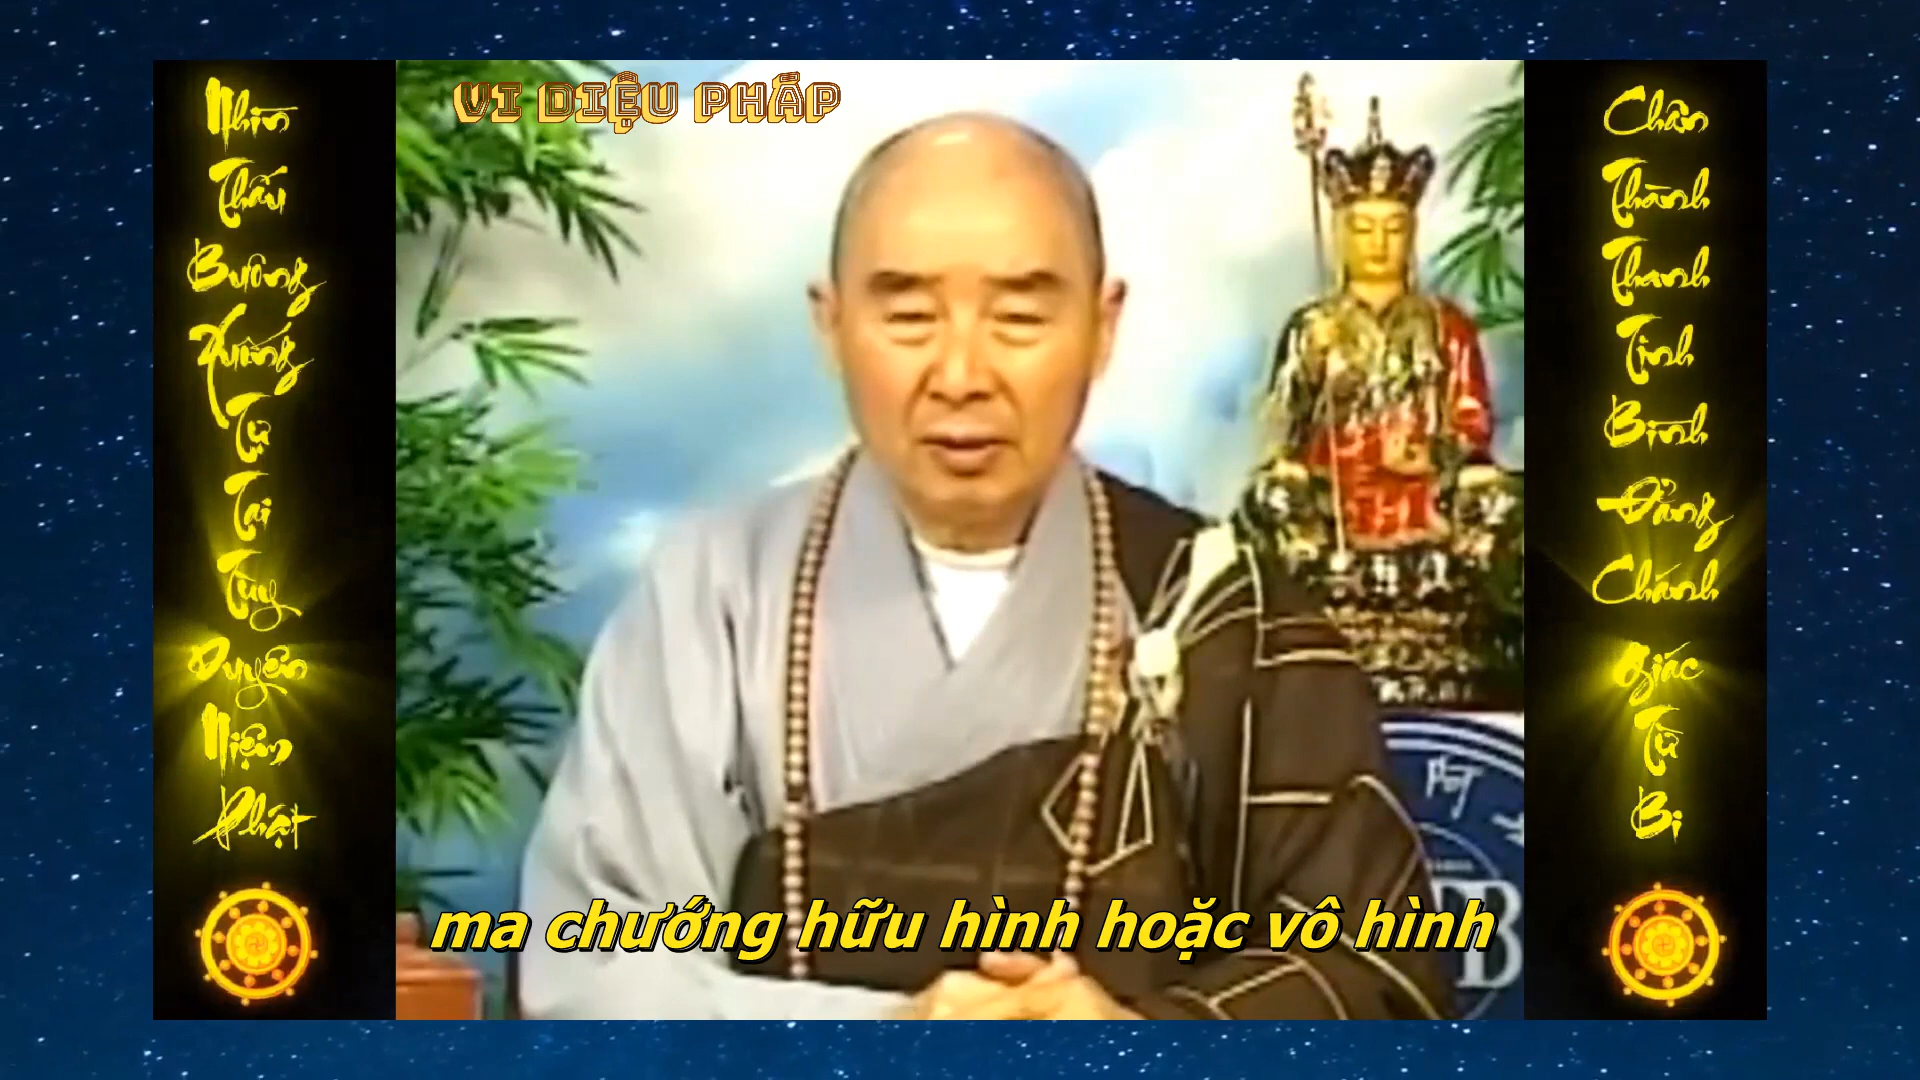 VI DIỆU PHÁP
Nhìn
Thấu
Buông
Xuống
Tự
Tại
Tùy
Duyên
Niệm
Phật
Chân
Thành
Thanh
Tịnh
Bình
Đẳng
Chánh
Giác
Từ
Bi
ma chướng hữu hình hoặc vô hình